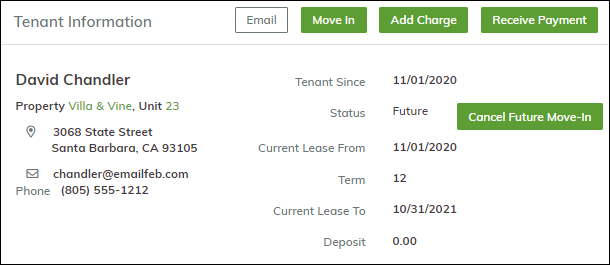 Tenant Information Email Move In Add Charge Receive Payment
David Chandler
Property Villa & Vine, Unit 23
3068 State Street
Santa Barbara, CA 93105
chandler@emailfeb.com
Phone (805) 555-1212
Tenant Since 11/01/2020
Status Future Cancel Future Move-In
Current Lease From 11/01/2020
Term 12
Current Lease To 10/31/2021
Deposit 0.00